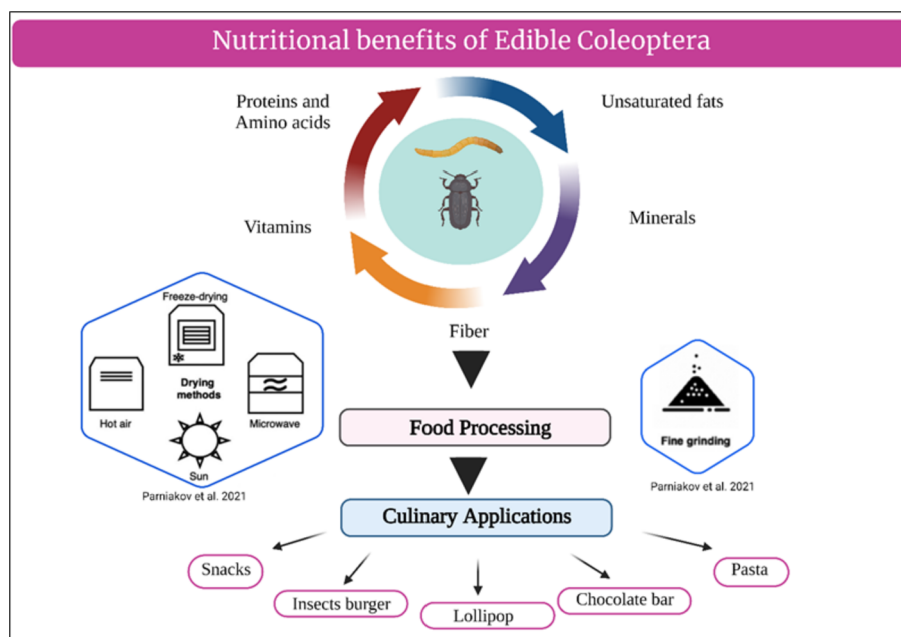 Nutritional benefits of Edible Coleoptera
Proteins and
Amino acids
Unsaturated fats
Vitamins
Minerals
Fiber
Freeze-drying
Drying
methods
Hot air
Microwave
Sun
Parniakov et al. 2021
Fine grinding
Parniakov et al. 2021
Food Processing
Culinary Applications
Snacks
Insects burger
Lollipop
Chocolate bar
Pasta